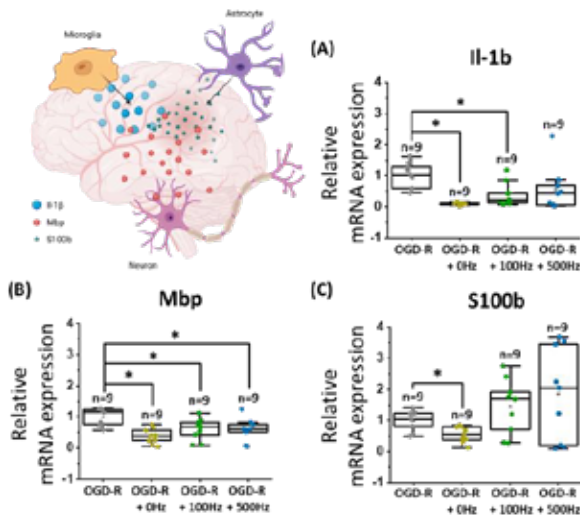 Astrocyte
Microglia
Il-1β
Mbp
S100b
Neuron
(A)
Il-1b
Relative
mRNA expression
4
3
2
1
0
-1
n=9
n=9
n=9
n=9
*
*
OGD-R
OGD-R + 0Hz
OGD-R + 100Hz
OGD-R + 500Hz
(B)
Mbp
Relative
mRNA expression
4
3
2
1
0
-1
n=9
n=9
n=9
n=9
*
*
*
OGD-R
OGD-R + 0Hz
OGD-R + 100Hz
OGD-R + 500Hz
(C)
S100b
Relative
mRNA expression
4
3
2
1
0
-1
n=9
n=9
n=9
n=9
*
OGD-R
OGD-R + 0Hz
OGD-R + 100Hz
OGD-R + 500Hz